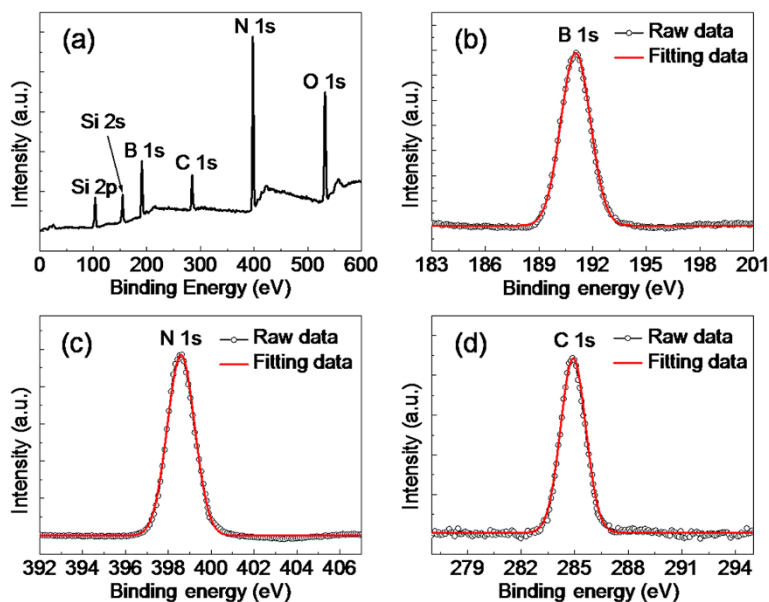 (a)
N 1s
O 1s
Si 2s
B 1s
C 1s
Si 2p
Intensity (a.u.)
0 100 200 300 400 500 600
Binding Energy (eV)
(b)
B 1s
Raw data
Fitting data
Intensity (a.u.)
183 186 189 192 195 198 201
Binding energy (eV)
(c)
N 1s
Raw data
Fitting data
Intensity (a.u.)
392 394 396 398 400 402 404 406
Binding energy (eV)
(d)
C 1s
Raw data
Fitting data
Intensity (a.u.)
279 282 285 288 291 294
Binding energy (eV)